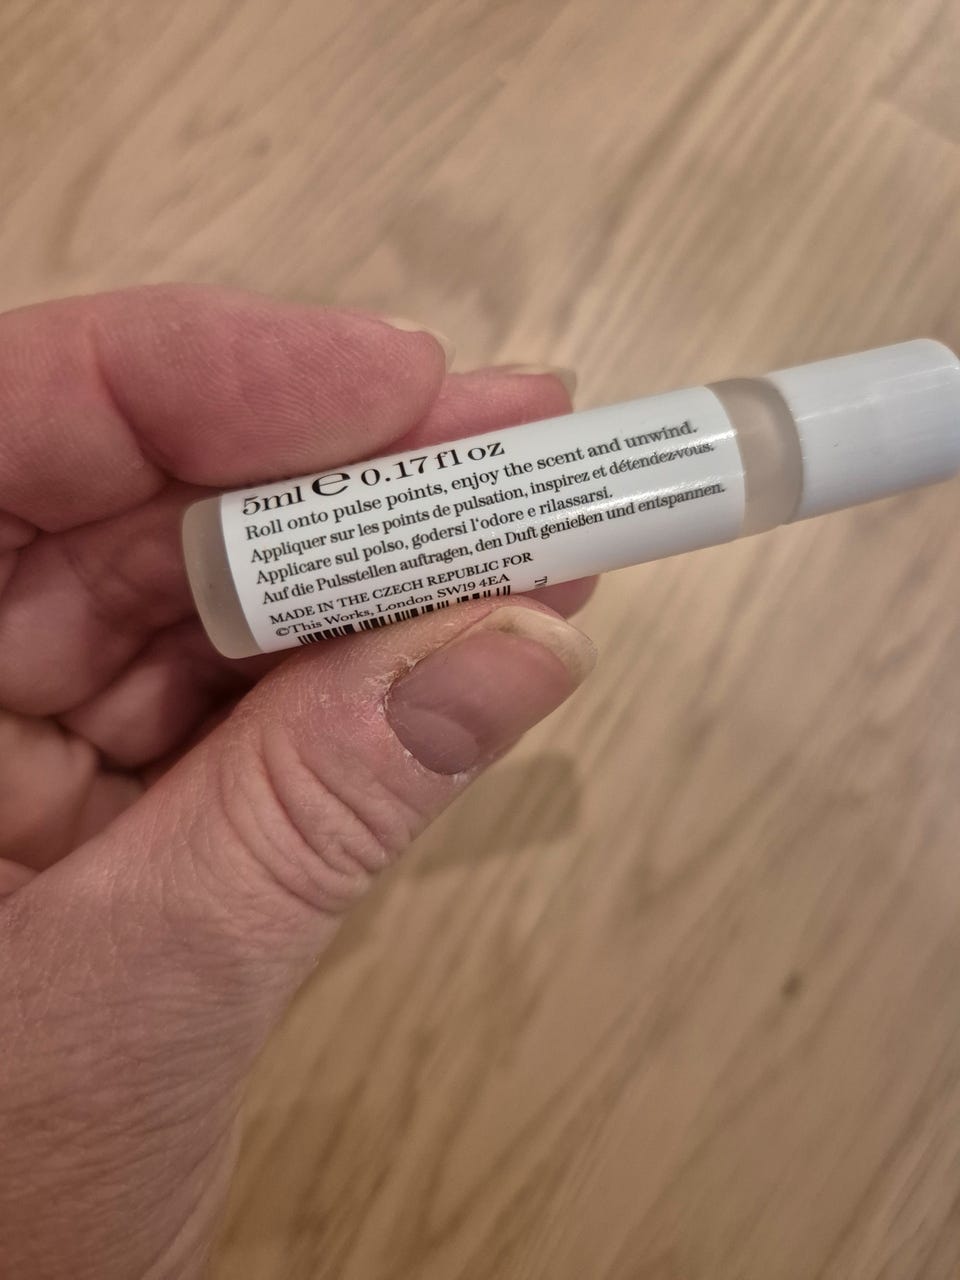 5ml ℮ 0.17 fl oz
Roll onto pulse points, enjoy the scent and unwind.
Appliquer sur les points de pulsation, inspirez et détendez-vous.
Applicare sul polso, godersi l'odore e rilassarsi.
Auf die Pulsstellen auftragen, den Duft genießen und entspannen.
MADE IN THE CZECH REPUBLIC FOR
©This Works, London SW19 4EA